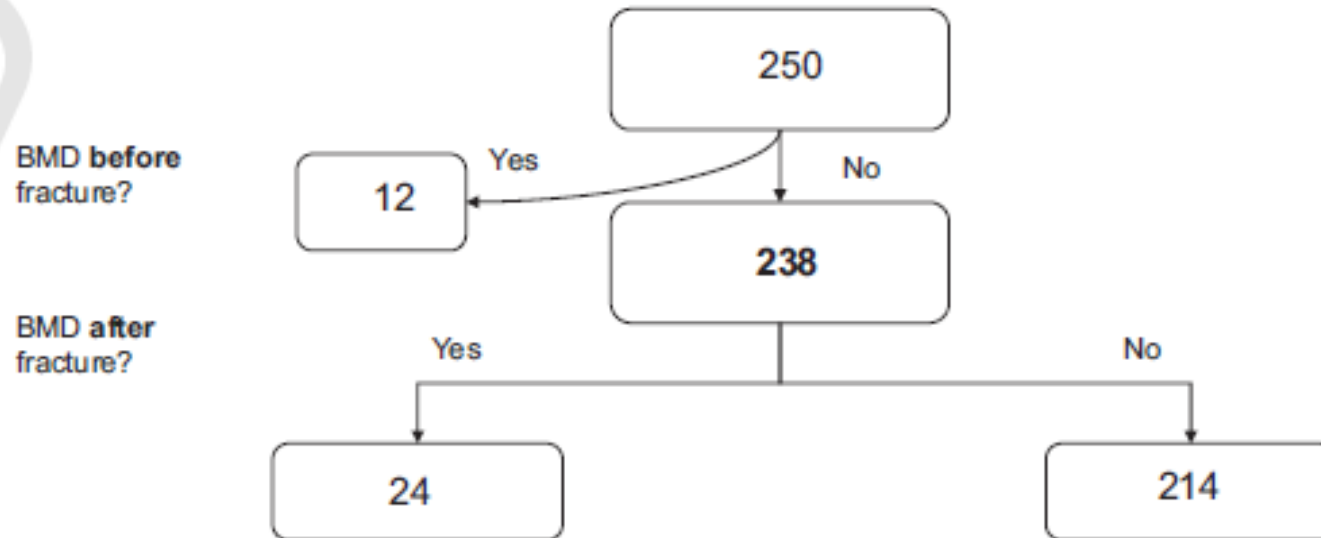 250
BMD before
fracture?
Yes
No
12
238
BMD after
fracture?
Yes
No
24
214